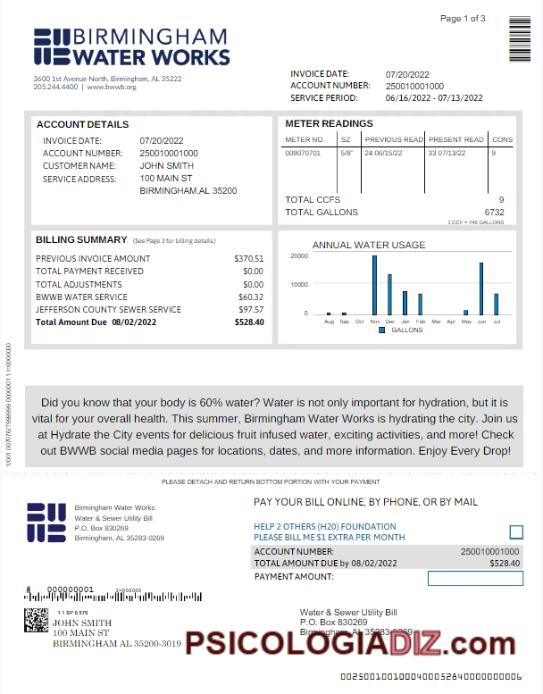 Page 1 of 3
BIRMINGHAM
WATER WORKS
3600 1st Avenue North, Birmingham, AL 35222
205.244.4400 | www.bwwb.org
INVOICE DATE: 07/20/2022
ACCOUNT NUMBER: 250010001000
SERVICE PERIOD: 06/16/2022 - 07/13/2022
ACCOUNT DETAILS
INVOICE DATE: 07/20/2022
ACCOUNT NUMBER: 250010001000
CUSTOMER NAME: JOHN SMITH
SERVICE ADDRESS: 100 MAIN ST
BIRMINGHAM,AL 35200
METER READINGS
METER NO SZ PREVIOUS READ PRESENT READ CONS
009070701 5/8" 24 06/15/22 33 07/13/22 9
TOTAL CCFS 9
TOTAL GALLONS 6732
1 CCF = 748 GALLONS
BILLING SUMMARY (See Page 3 for billing details)
PREVIOUS INVOICE AMOUNT $370.51
TOTAL PAYMENT RECEIVED $0.00
TOTAL ADJUSTMENTS $0.00
BWWB WATER SERVICE $60.32
JEFFERSON COUNTY SEWER SERVICE $97.57
Total Amount Due 08/02/2022 $528.40
ANNUAL WATER USAGE
20000
10000
0
Aug Sep Oct Nov Dec Jan Feb Mar Apr May Jun Jul
GALLONS
Did you know that your body is 60% water? Water is not only important for hydration, but it is
vital for your overall health. This summer, Birmingham Water Works is hydrating the city. Join us
at Hydrate the City events for delicious fruit infused water, exciting activities, and more! Check
out BWWB social media pages for locations, dates, and more information. Enjoy Every Drop!
PLEASE DETACH AND RETURN BOTTOM PORTION WITH YOUR PAYMENT
Birmingham Water Works
Water & Sewer Utility Bill
P.O. Box 830269
Birmingham, AL 35283-0269
PAY YOUR BILL ONLINE, BY PHONE, OR BY MAIL
HELP 2 OTHERS (H20) FOUNDATION
PLEASE BILL ME $1 EXTRA PER MONTH
ACCOUNT NUMBER: 250010001000
TOTAL AMOUNT DUE by 08/02/2022 $528.40
PAYMENT AMOUNT:
# 000000001
1 1 SP 0.570
JOHN SMITH
100 MAIN ST
BIRMINGHAM AL 35200-3019
Water & Sewer Utility Bill
P.O. Box 830269
Birmingham, AL 35283-0269
PSICOLOGIADIZ.com